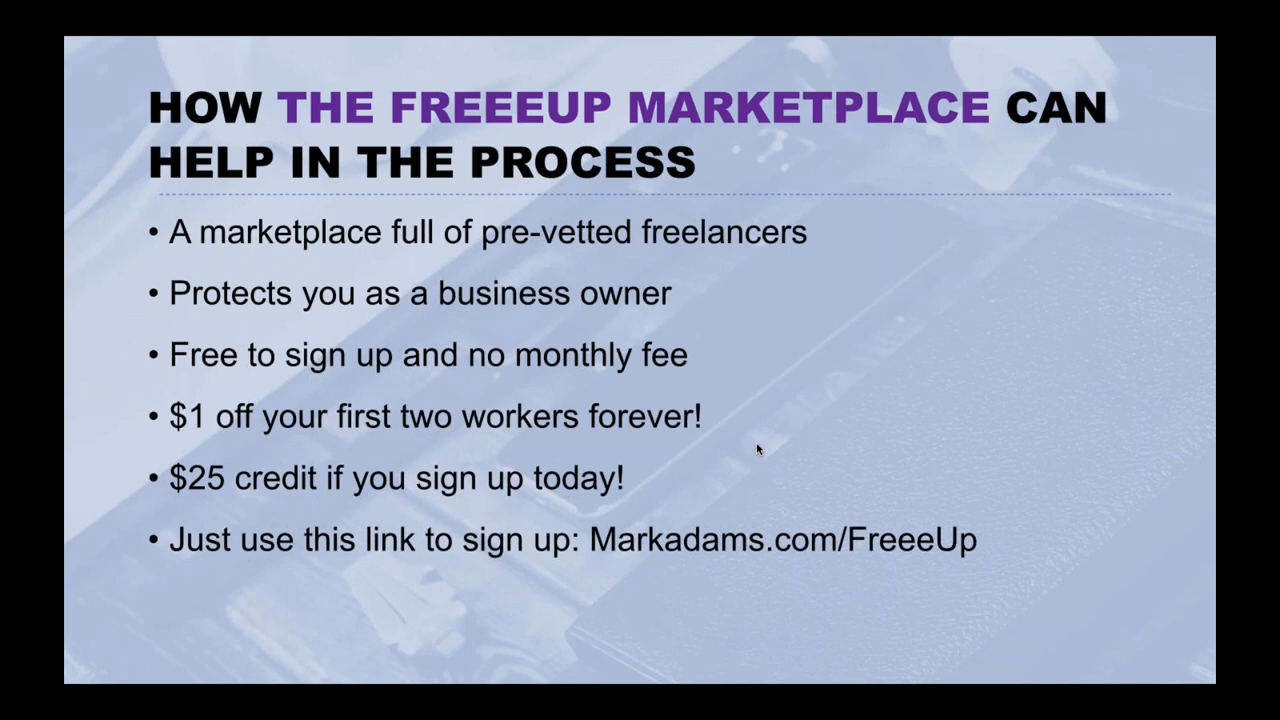 HOW THE FREEEUP MARKETPLACE CAN
HELP IN THE PROCESS
• A marketplace full of pre-vetted freelancers
• Protects you as a business owner
• Free to sign up and no monthly fee
• $1 off your first two workers forever!
• $25 credit if you sign up today!
• Just use this link to sign up: Markadams.com/FreeeUp